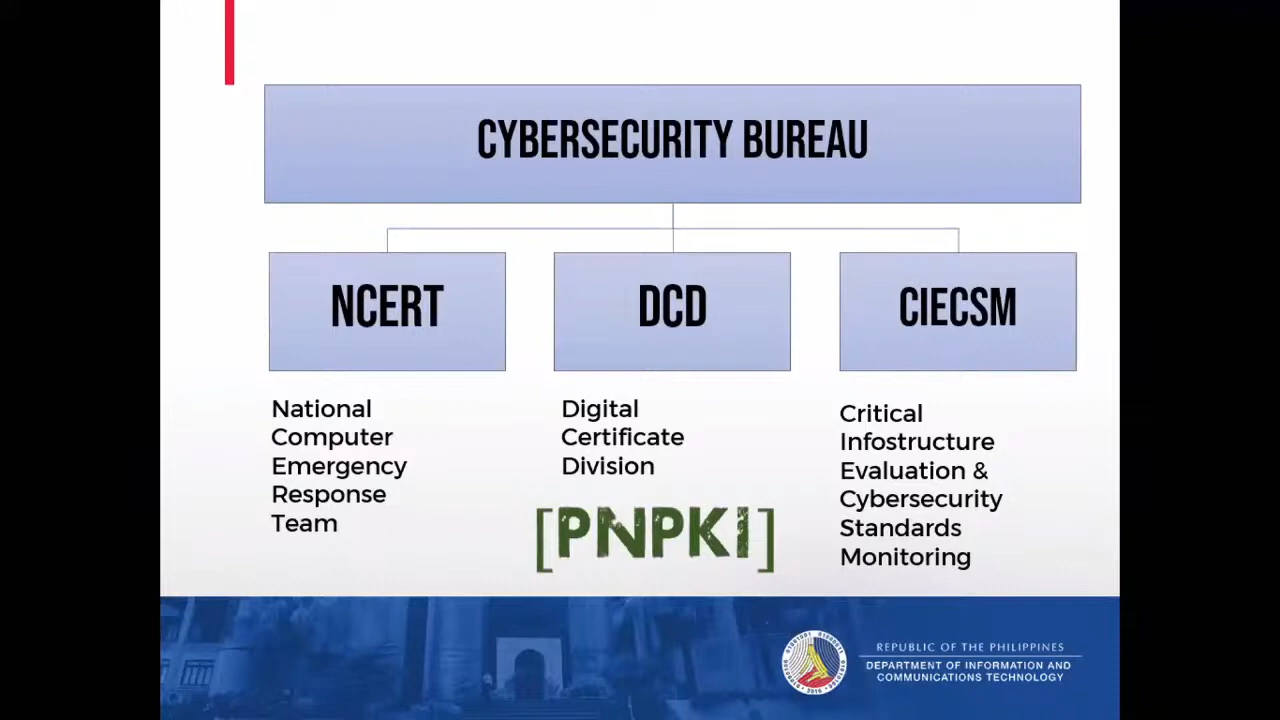 CYBERSECURITY BUREAU
NCERT
DCD
CIECSM
National
Computer
Emergency
Response
Team
Digital
Certificate
Division
[PNPKI]
Critical
Infostructure
Evaluation &
Cybersecurity
Standards
Monitoring
REPUBLIC OF THE PHILIPPINES
DEPARTMENT OF INFORMATION AND
COMMUNICATIONS TECHNOLOGY